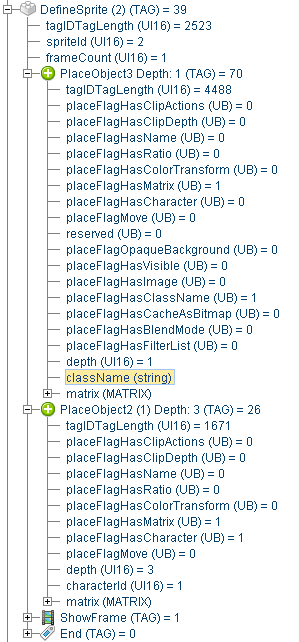 DefineSprite (2) (TAG) = 39
tagIDTagLength (UI16) = 2523
spriteId (UI16) = 2
frameCount (UI16) = 1
PlaceObject3 Depth: 1 (TAG) = 70
tagIDTagLength (UI16) = 4488
placeFlagHasClipActions (UB) = 0
placeFlagHasClipDepth (UB) = 0
placeFlagHasName (UB) = 0
placeFlagHasRatio (UB) = 0
placeFlagHasColorTransform (UB) = 0
placeFlagHasMatrix (UB) = 1
placeFlagHasCharacter (UB) = 0
placeFlagMove (UB) = 0
reserved (UB) = 0
placeFlagOpaqueBackground (UB) = 0
placeFlagHasVisible (UB) = 0
placeFlagHasImage (UB) = 0
placeFlagHasClassName (UB) = 1
placeFlagHasCacheAsBitmap (UB) = 0
placeFlagHasBlendMode (UB) = 0
placeFlagHasFilterList (UB) = 0
depth (UI16) = 1
className (string)
matrix (MATRIX)
PlaceObject2 (1) Depth: 3 (TAG) = 26
tagIDTagLength (UI16) = 1671
placeFlagHasClipActions (UB) = 0
placeFlagHasClipDepth (UB) = 0
placeFlagHasName (UB) = 0
placeFlagHasRatio (UB) = 0
placeFlagHasColorTransform (UB) = 0
placeFlagHasMatrix (UB) = 1
placeFlagHasCharacter (UB) = 1
placeFlagMove (UB) = 0
depth (UI16) = 3
characterId (UI16) = 1
matrix (MATRIX)
ShowFrame (TAG) = 1
End (TAG) = 0